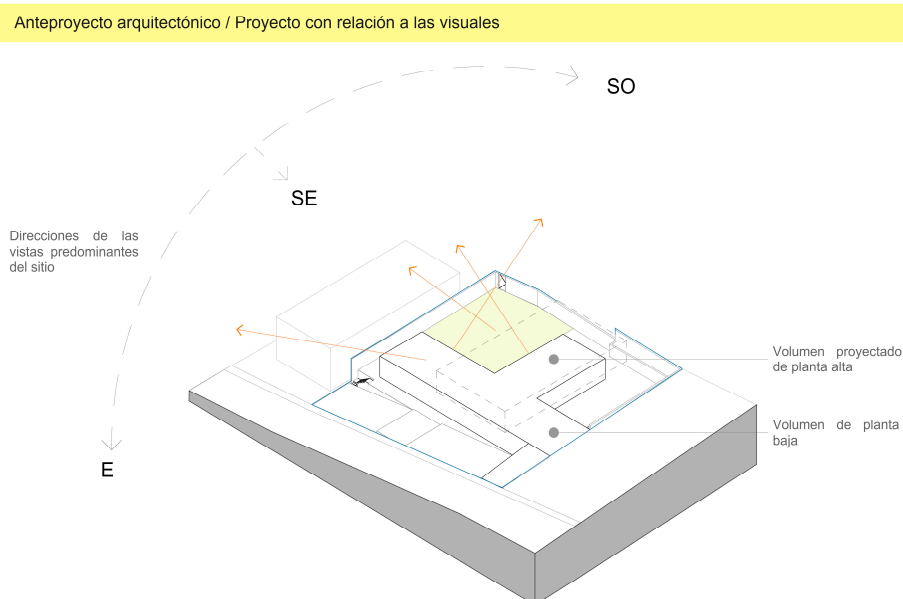 Anteproyecto arquitectónico / Proyecto con relación a las visuales
SO
SE
Direcciones de las
vistas predominantes
del sitio
Volumen proyectado
de planta alta
Volumen de planta
baja
E